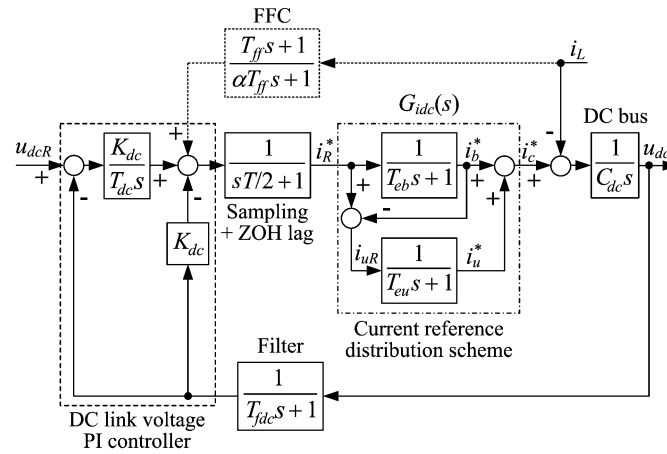 FFC
T_ff s + 1
αT_ff s + 1
i_L
G_idc(s)
DC bus
u_dcR
+
-
K_dc
T_dc s
+
+
-
1
sT/2 + 1
i_R^*
Sampling
+ ZOH lag
+
-
1
T_eb s + 1
i_b^*
+
+
i_c^*
-
+
1
C_dc s
u_dc
K_dc
i_uR
1
T_eu s + 1
i_u^*
Current reference
distribution scheme
Filter
1
T_fdc s + 1
DC link voltage
PI controller